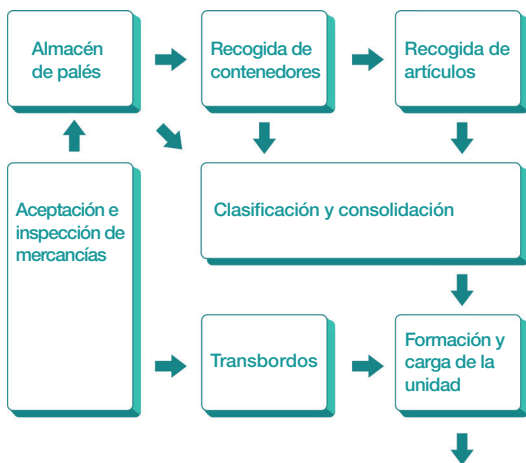 Almacén
de palés
Recogida de
contenedores
Recogida de
artículos
Aceptación e
inspección de
mercancías
Clasificación y consolidación
Transbordos
Formación y
carga de la
unidad